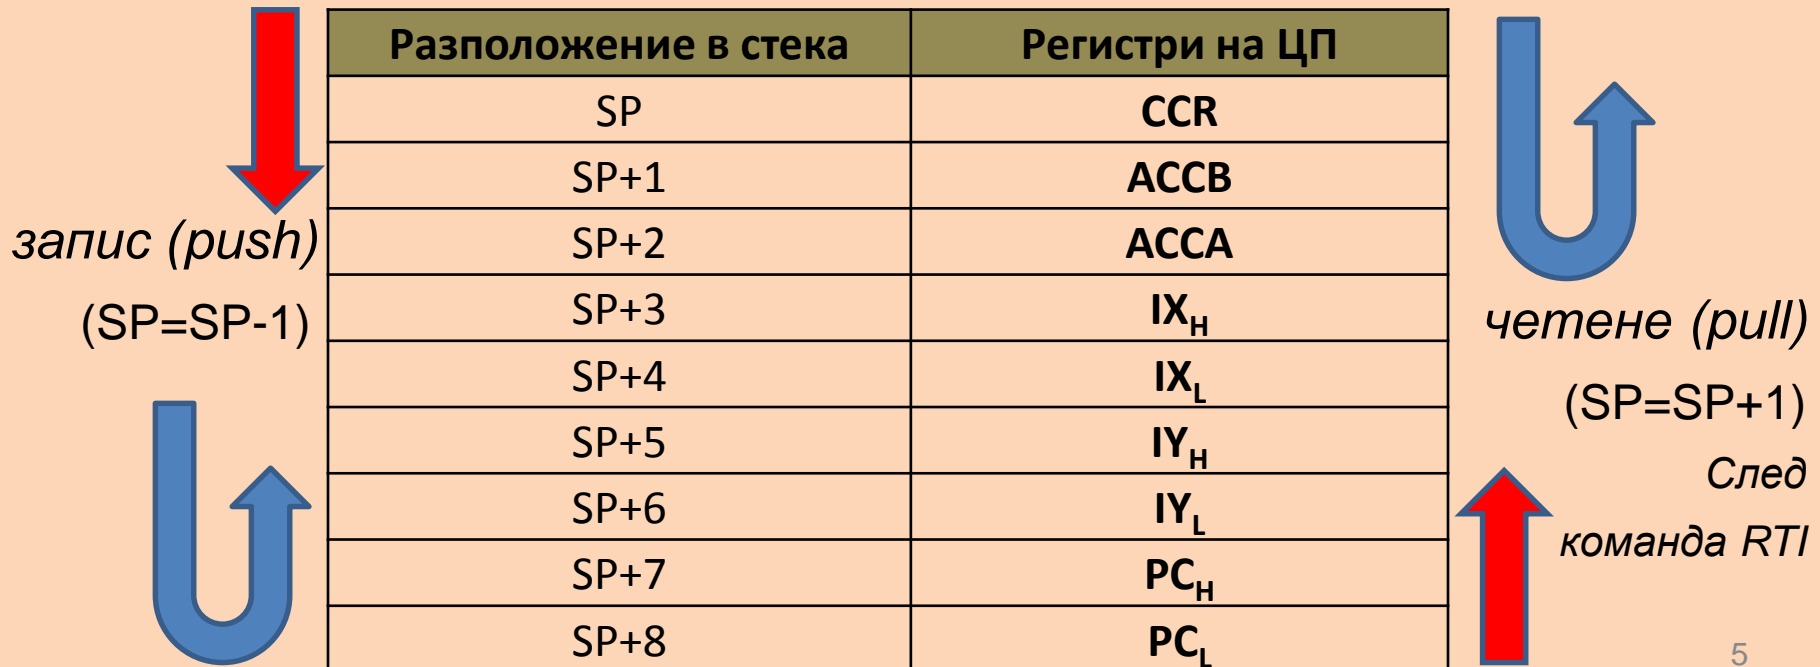 Разположение в стека Регистри на ЦП
SP CCR
SP+1 ACCB
SP+2 ACCA
SP+3 IXH
SP+4 IXL
SP+5 IYH
SP+6 IYL
SP+7 PCH
SP+8 PCL
запис (push)
(SP=SP-1)
четене (pull)
(SP=SP+1)
След
команда RTI
5